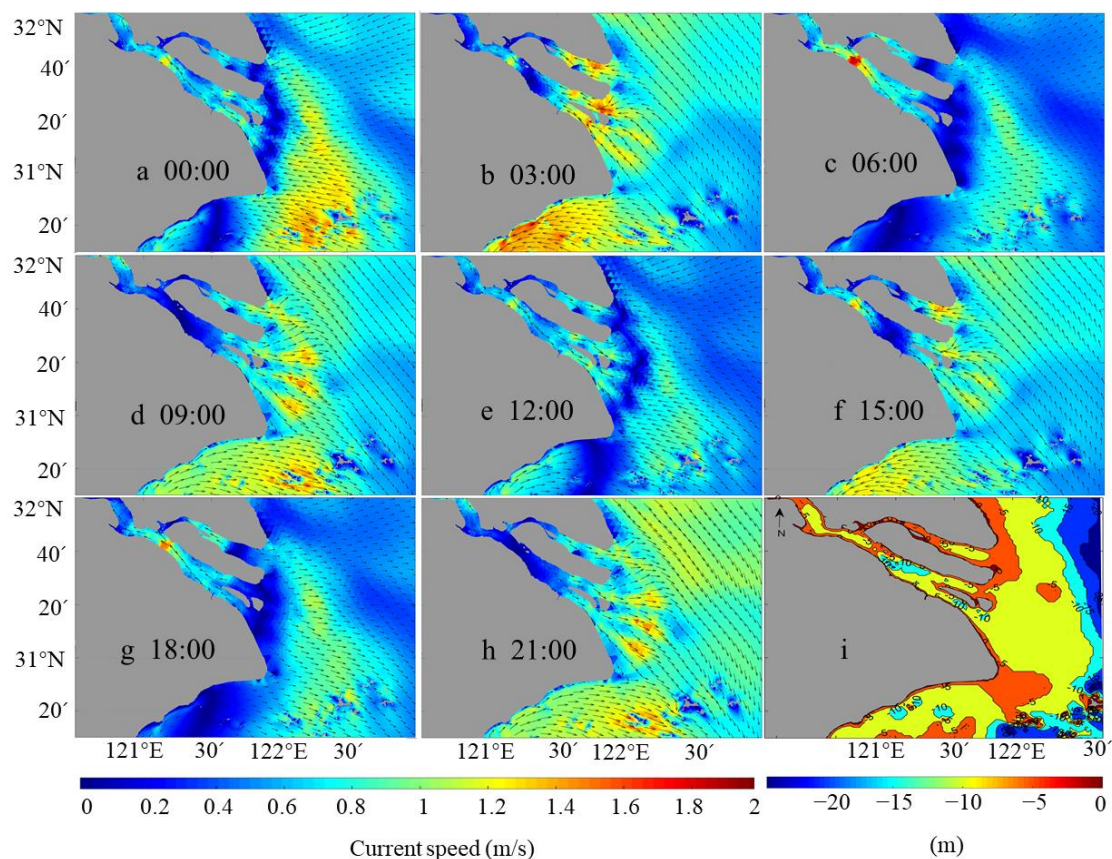 32°N
40′
20′
31°N
20′
a 00:00
b 03:00
c 06:00
32°N
40′
20′
31°N
20′
d 09:00
e 12:00
f 15:00
32°N
40′
20′
31°N
20′
g 18:00
h 21:00
N
i
121°E 30′ 122°E 30′ 121°E 30′ 122°E 30′ 121°E 30′ 122°E 30′
0 0.2 0.4 0.6 0.8 1 1.2 1.4 1.6 1.8 2
−20 −15 −10 −5 0
Current speed (m/s)
(m)